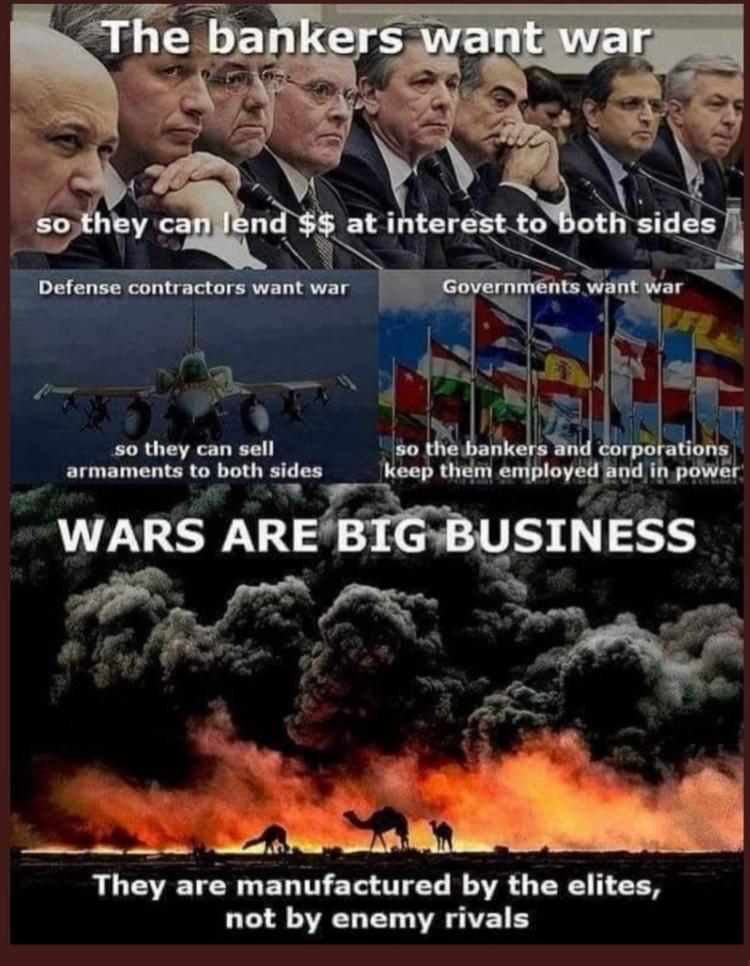 The bankers want war
so they can lend $$ at interest to both sides
Defense contractors want war
so they can sell
armaments to both sides
Governments want war
so the bankers and corporations
keep them employed and in power
WARS ARE BIG BUSINESS
They are manufactured by the elites,
not by enemy rivals